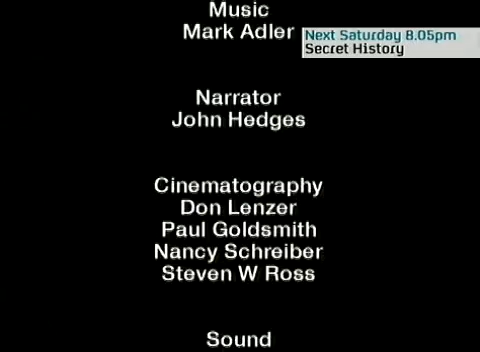 Music
Mark Adler
Next Saturday 8.05pm
Secret History
Narrator
John Hedges
Cinematography
Don Lenzer
Paul Goldsmith
Nancy Schreiber
Steven W Ross
Sound